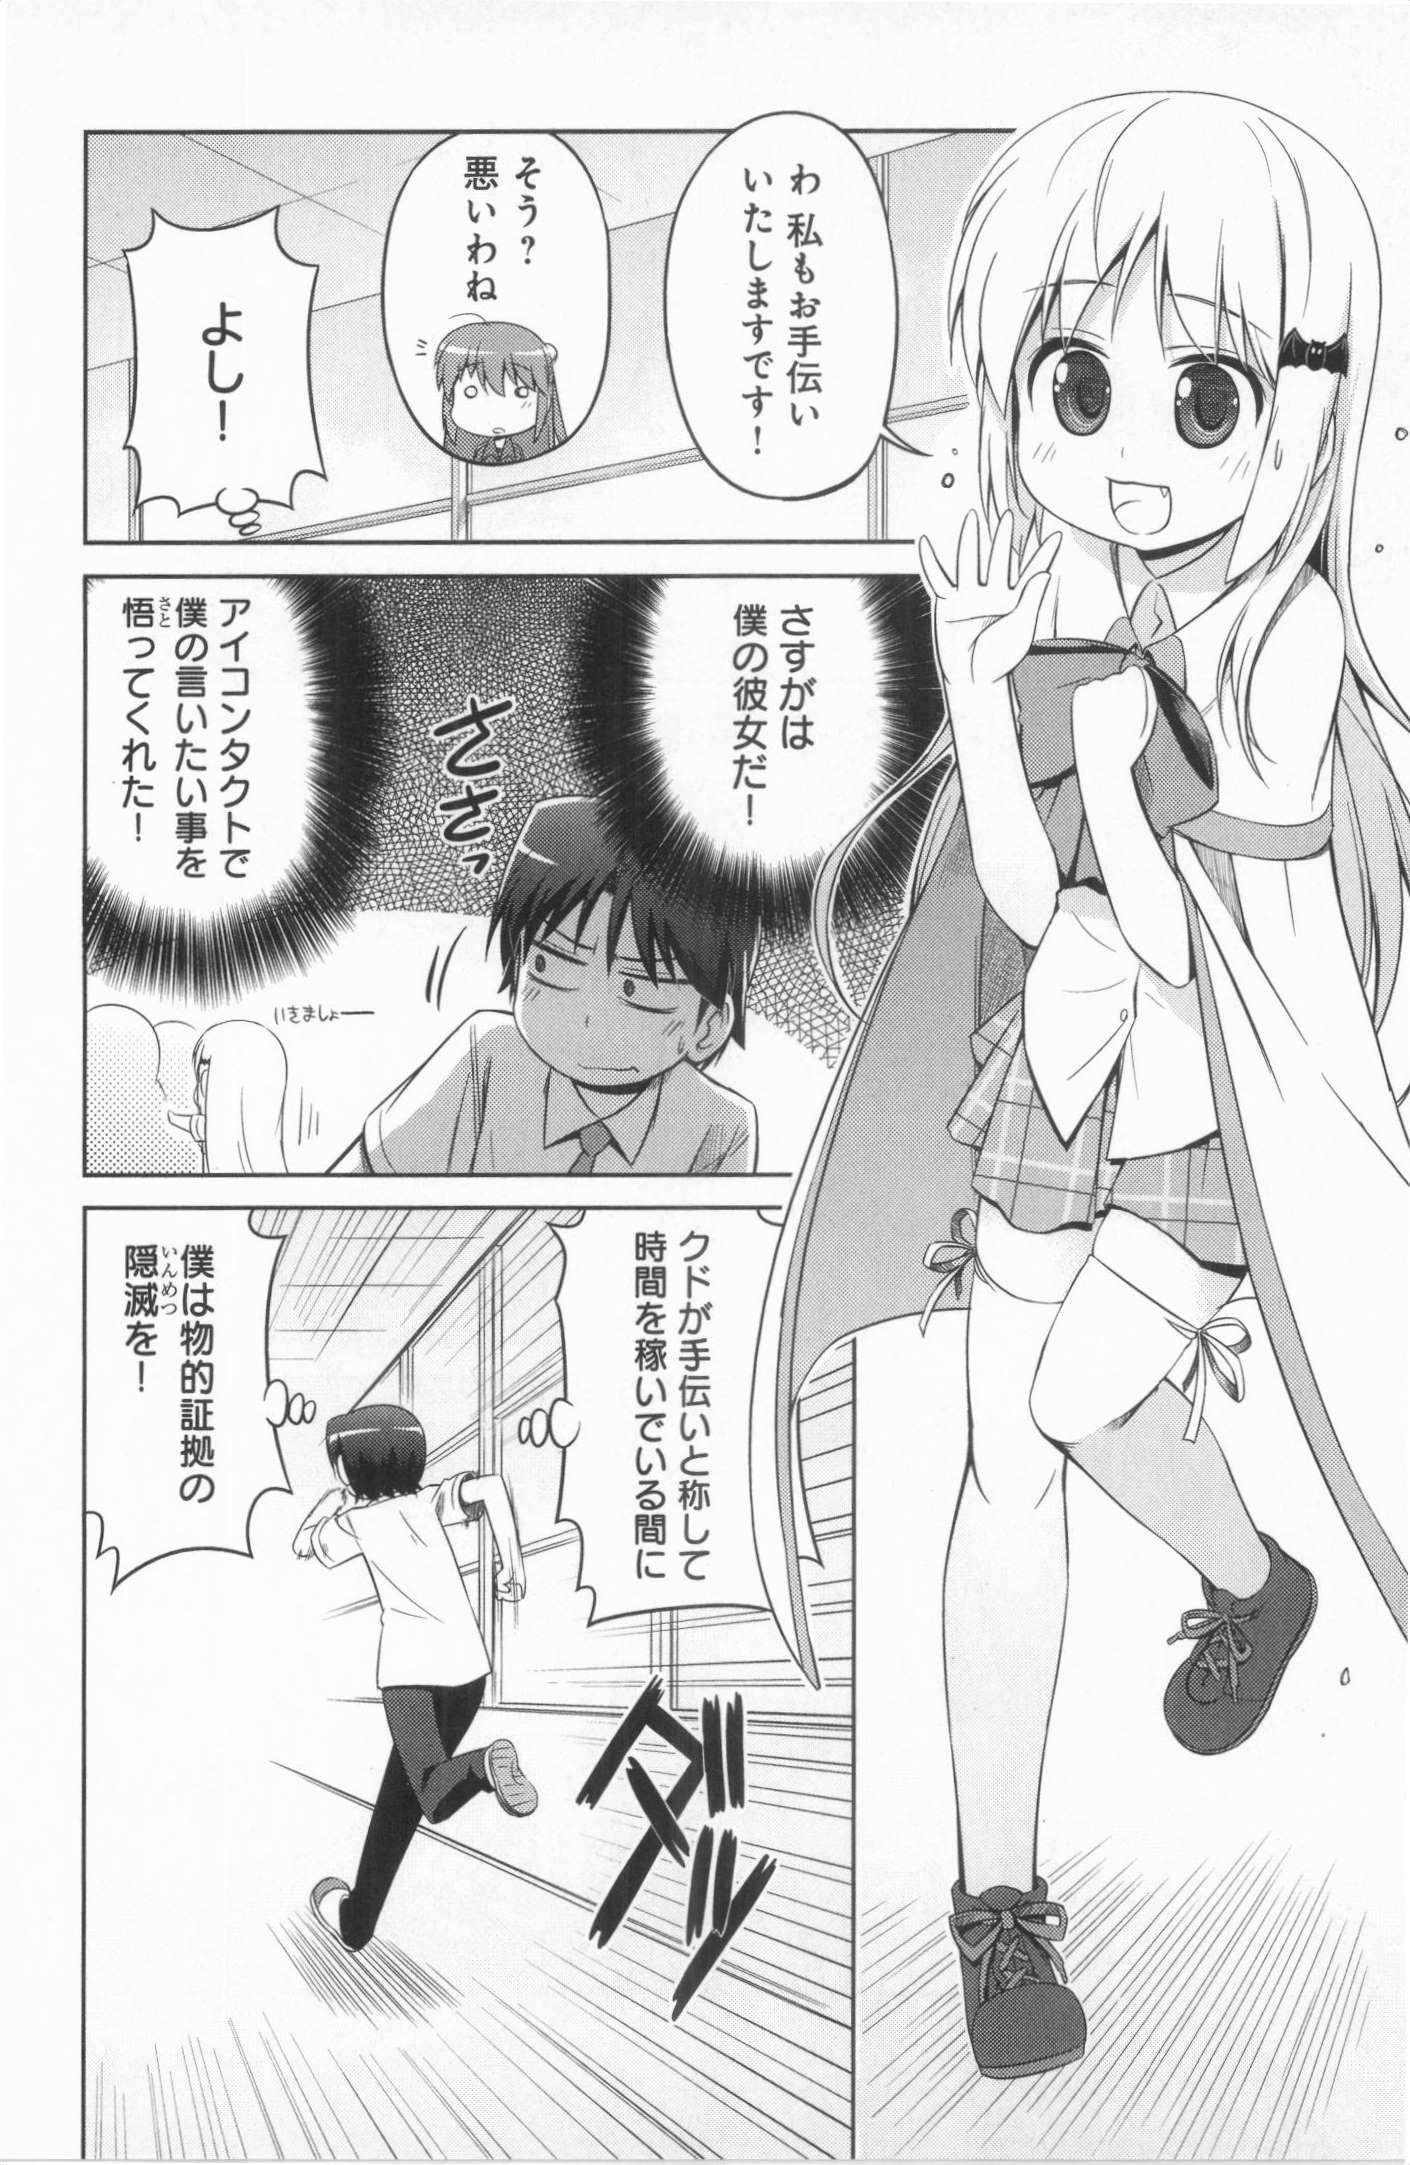 わ 私もお手伝い
いたしますです！
そう？
悪いわね
よし！
さすがは
僕の彼女だ！
ささっ
アイコンタクトで
僕の言いたい事を
悟ってくれた！
さと
いきましょー
クドが手伝いと称して
時間を稼いでいる間に
僕は物的証拠の
隠滅を！
いんめつ
ダダッ